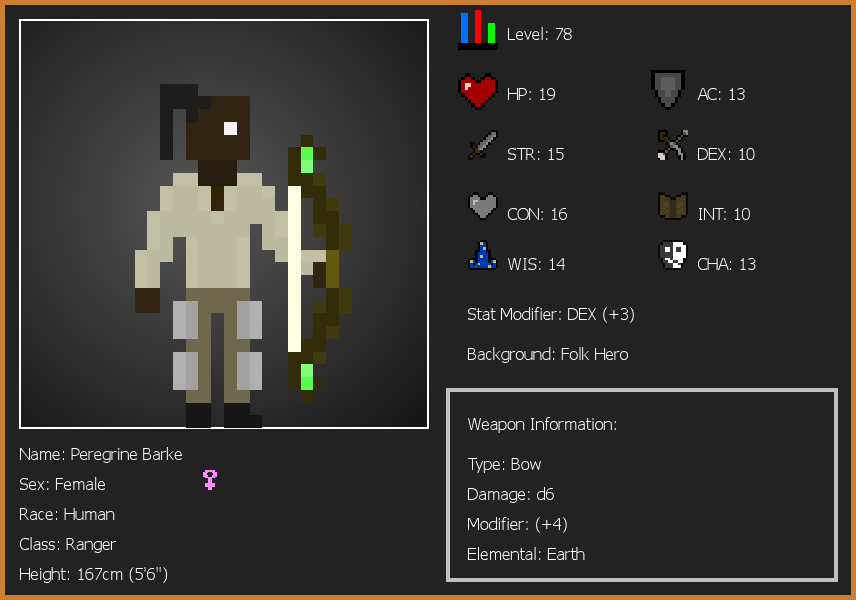 Level: 78
HP: 19
AC: 13
STR: 15
DEX: 10
CON: 16
INT: 10
WIS: 14
CHA: 13
Stat Modifier: DEX (+3)
Background: Folk Hero
Weapon Information:
Type: Bow
Damage: d6
Modifier: (+4)
Elemental: Earth
Name: Peregrine Barke
Sex: Female
Race: Human
Class: Ranger
Height: 167cm (5'6")